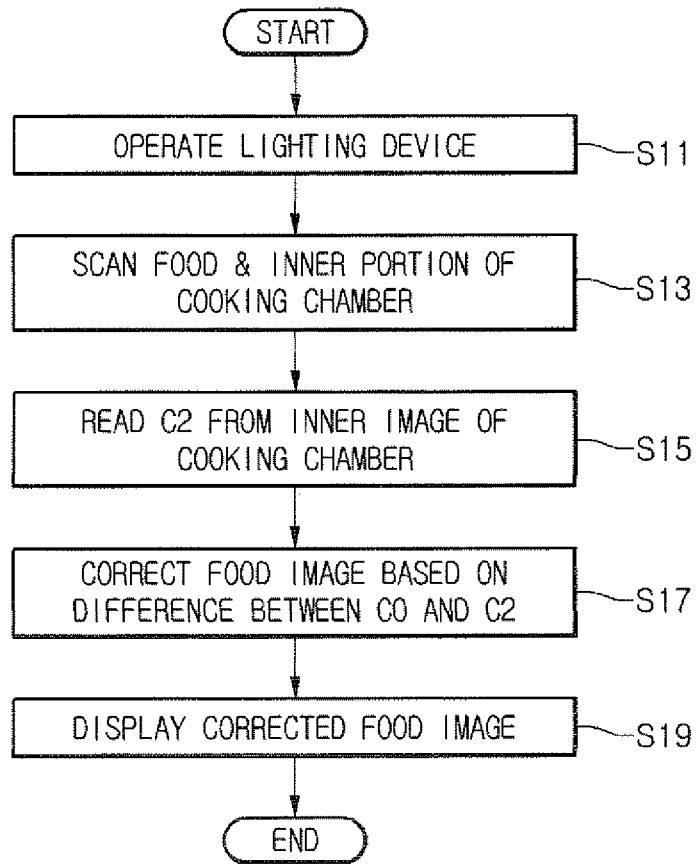 START
OPERATE LIGHTING DEVICE
S11
SCAN FOOD & INNER PORTION OF
COOKING CHAMBER
S13
READ C2 FROM INNER IMAGE OF
COOKING CHAMBER
S15
CORRECT FOOD IMAGE BASED ON
DIFFERENCE BETWEEN C0 AND C2
S17
DISPLAY CORRECTED FOOD IMAGE
S19
END